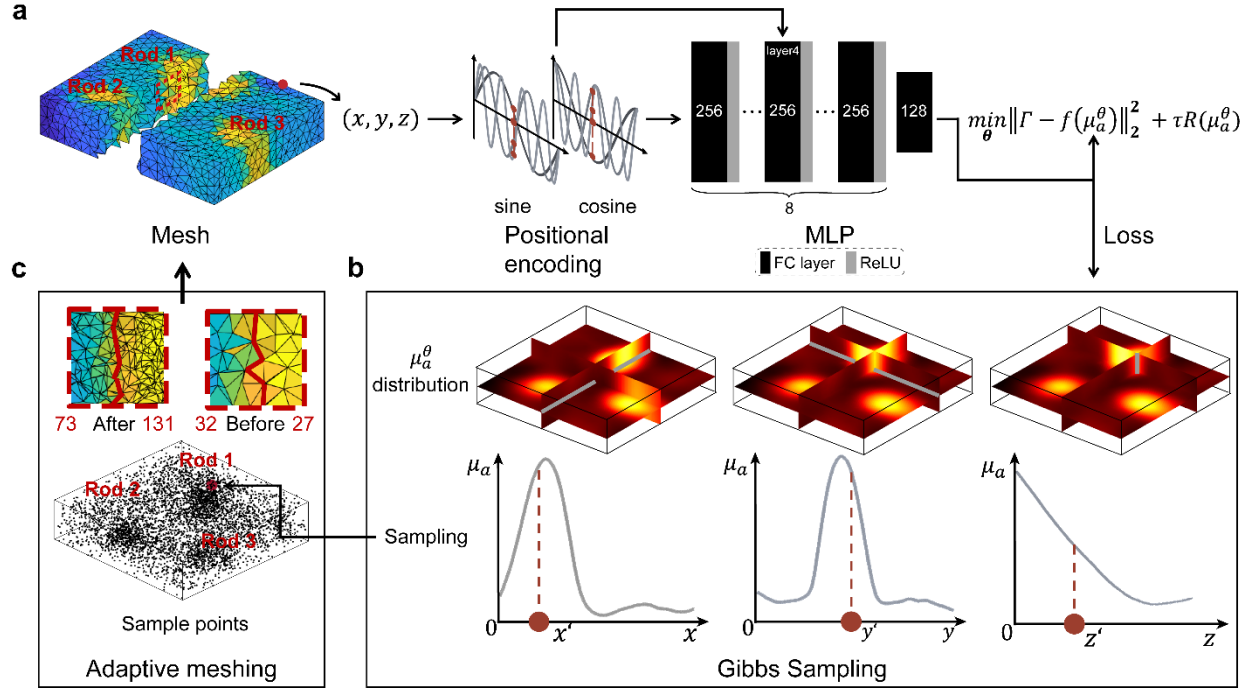 a
Rod 1
Rod 2
Rod 3
(x, y, z)
Mesh
sine
cosine
Positional
encoding
layer4
256
···
256
···
256
128
8
MLP
FC layer
ReLU
min_θ‖Γ − f(μ_a^θ)‖_2^2 + τR(μ_a^θ)
Loss
c
73 After 131
32 Before 27
Rod 1
Rod 2
Rod 3
Sample points
Adaptive meshing
b
μ_a^θ
distribution
Sampling
μ_a
0
x‘
x
μ_a
0
y‘
y
μ_a
0
z‘
z
Gibbs Sampling